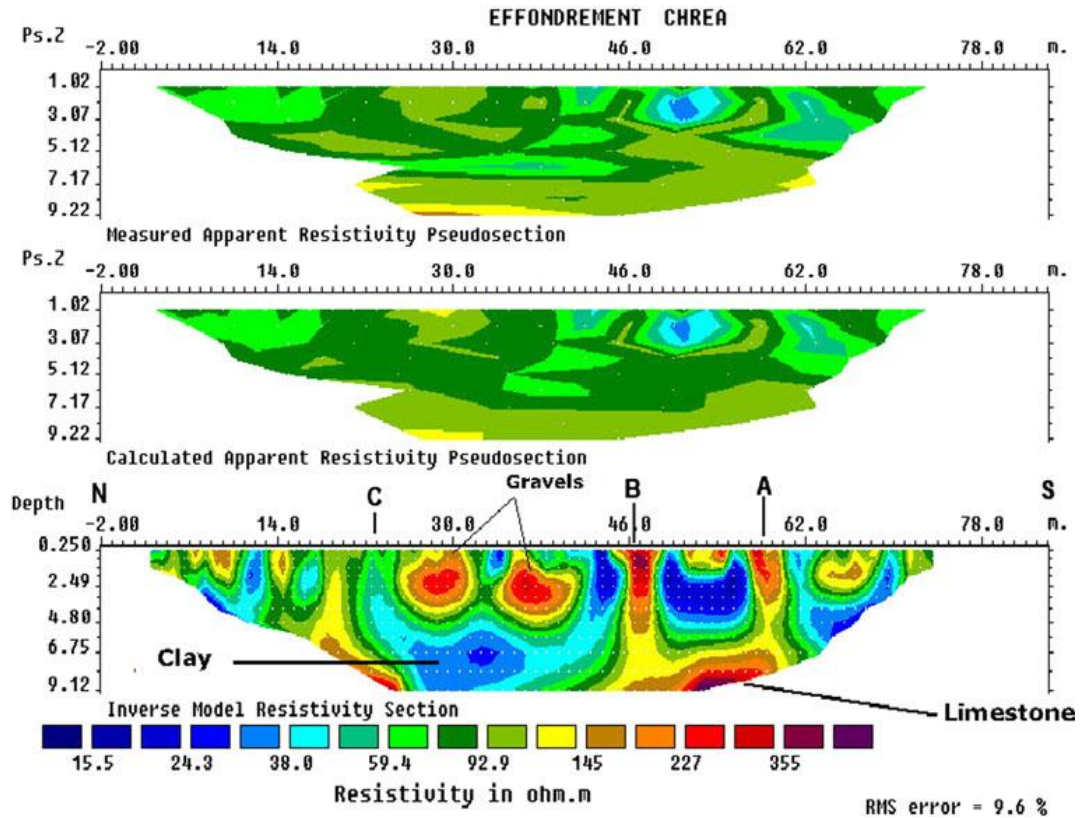 EFFONDREMENT CHREA
Ps.Z
-2.00 14.0 30.0 46.0 62.0 78.0 m.
1.02
3.07
5.12
7.17
9.22
Measured Apparent Resistivity Pseudosection
Ps.Z
-2.00 14.0 30.0 46.0 62.0 78.0 m.
1.02
3.07
5.12
7.17
9.22
Calculated Apparent Resistivity Pseudosection
Gravels
Depth N C B A S
-2.00 14.0 30.0 46.0 62.0 78.0 m.
0.250
2.49
4.80
6.75
Clay
9.12
Limestone
Inverse Model Resistivity Section
15.5 24.3 38.0 59.4 92.9 145 227 355
Resistivity in ohm.m
RMS error = 9.6 %